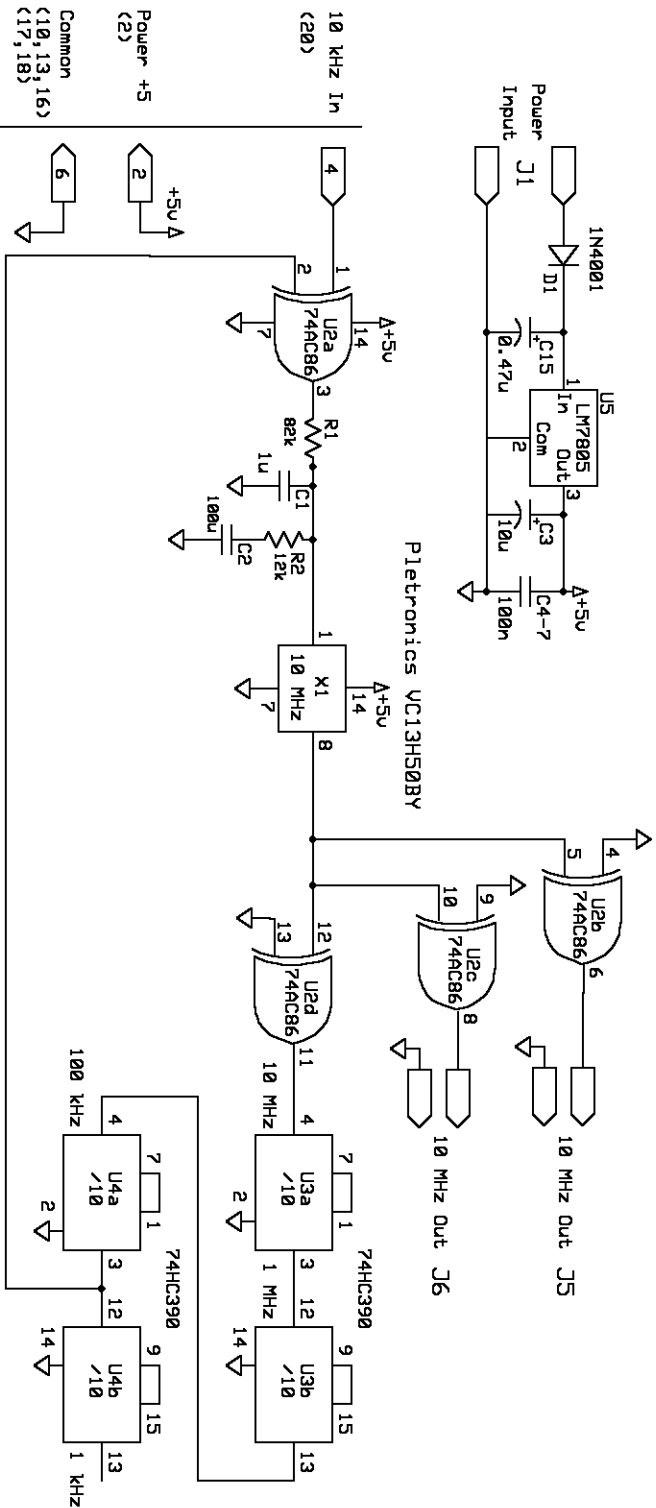 Power
Input
J1
1N4001
D1
C15
+
0.47u
U5
LM7805
In
Out
Com
1
3
2
C3
+
10u
C4-7
100n
+5v
10 kHz In
(20)
4
Power +5
(2)
2
+5v
Common
(10,13,16)
(17,18)
6
1
2
U2a
74AC86
14
+5v
7
3
R1
82k
C1
1u
R2
12k
C2
100u
Pletronics VC13H50BY
1
X1
10 MHz
14
+5v
7
8
4
5
U2b
74AC86
6
10 MHz Out J5
9
10
U2c
74AC86
8
10 MHz Out J6
12
13
U2d
74AC86
11
10 MHz
4
7
1
U3a
/10
2
3
1 MHz
74HC390
12
9
15
U3b
/10
14
13
100 kHz
4
7
1
U4a
/10
2
3
74HC390
12
9
15
U4b
/10
14
13
1 kHz